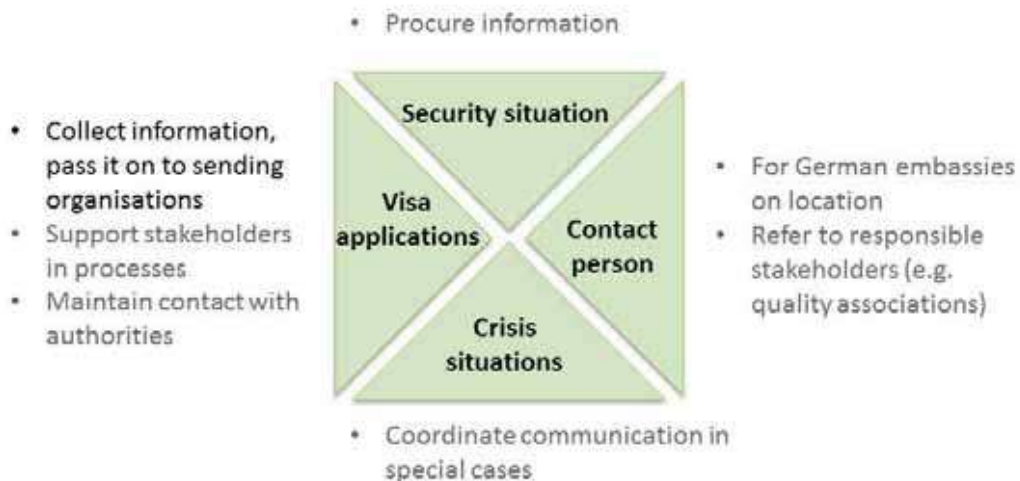 • Procure information
Security situation
• Collect information,
pass it on to sending
organisations
• Support stakeholders
in processes
• Maintain contact with
authorities
Visa
applications
Contact
person
• For German embassies
on location
• Refer to responsible
stakeholders (e.g.
quality associations)
Crisis
situations
• Coordinate communication in
special cases